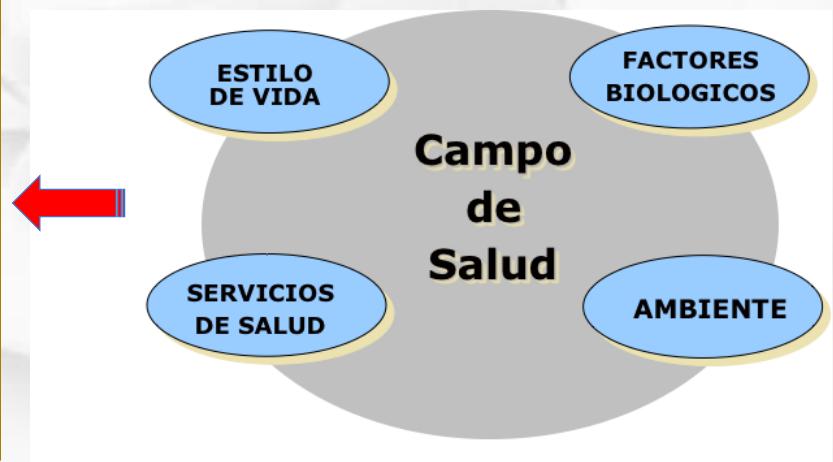 ESTILO
DE VIDA
FACTORES
BIOLOGICOS
Campo
de
Salud
SERVICIOS
DE SALUD
AMBIENTE